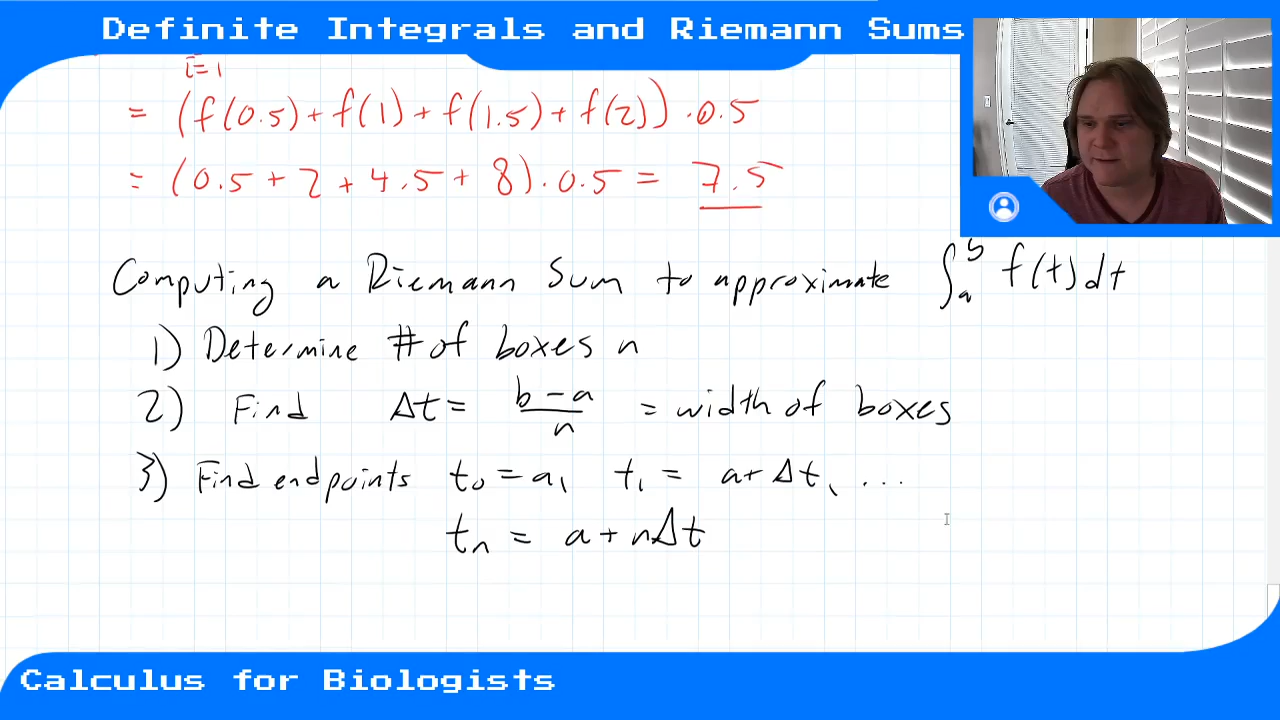 Definite Integrals and Riemann Sums
i=1
= (f(0.5) + f(1) + f(1.5) + f(2)) · 0.5
= (0.5 + 2 + 4.5 + 8) · 0.5 = 7.5
Computing a Riemann Sum to approximate ∫_a^b f(t) dt
1) Determine # of boxes n
2) Find Δt = (b - a)/n = width of boxes
3) Find endpoints t₀ = a, t₁ = a + Δt, ...
tₙ = a + nΔt
Calculus for Biologists